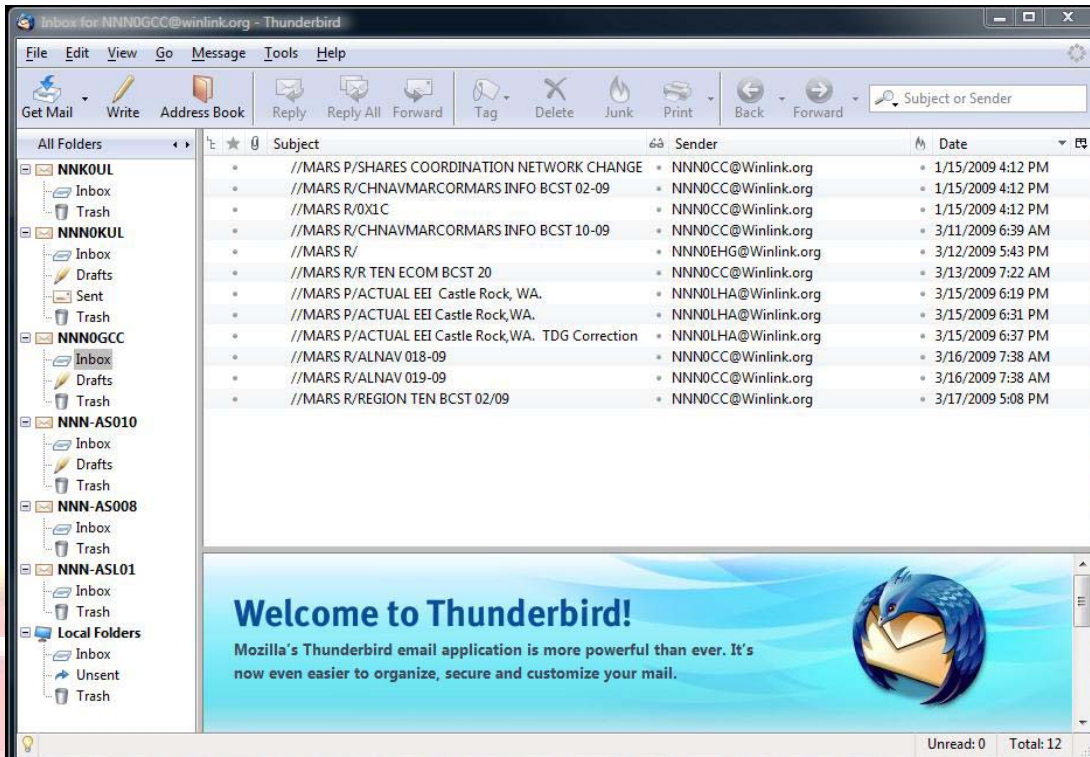 Inbox for NNN0GCC@winlink.org - Thunderbird
File Edit View Go Message Tools Help
Get Mail Write Address Book Reply Reply All Forward Tag Delete Junk Print Back Forward Subject or Sender
All Folders Subject Sender Date
NNK0UL
Inbox
Trash
NNN0KUL
Inbox
Drafts
Sent
Trash
NNN0GCC
Inbox
Drafts
Trash
NNN-AS010
Inbox
Drafts
Trash
NNN-AS008
Inbox
Trash
NNN-ASL01
Inbox
Trash
Local Folders
Inbox
Unsent
Trash
//MARS P/SHARES COORDINATION NETWORK CHANGE NNN0CC@Winlink.org 1/15/2009 4:12 PM
//MARS R/CHNAVMARCORMARS INFO BCST 02-09 NNN0CC@Winlink.org 1/15/2009 4:12 PM
//MARS R/0X1C NNN0CC@Winlink.org 1/15/2009 4:12 PM
//MARS R/CHNAVMARCORMARS INFO BCST 10-09 NNN0CC@Winlink.org 3/11/2009 6:39 AM
//MARS R/ NNN0EHG@Winlink.org 3/12/2009 5:43 PM
//MARS R/R TEN ECOM BCST 20 NNN0CC@Winlink.org 3/13/2009 7:22 AM
//MARS P/ACTUAL EEI Castle Rock, WA. NNN0LHA@Winlink.org 3/15/2009 6:19 PM
//MARS P/ACTUAL EEI Castle Rock,WA. NNN0LHA@Winlink.org 3/15/2009 6:31 PM
//MARS P/ACTUAL EEI Castle Rock,WA. TDG Correction NNN0LHA@Winlink.org 3/15/2009 6:37 PM
//MARS R/ALNAV 018-09 NNN0CC@Winlink.org 3/16/2009 7:38 AM
//MARS R/ALNAV 019-09 NNN0CC@Winlink.org 3/16/2009 7:38 AM
//MARS R/REGION TEN BCST 02/09 NNN0CC@Winlink.org 3/17/2009 5:08 PM
Welcome to Thunderbird!
Mozilla's Thunderbird email application is more powerful than ever. It's
now even easier to organize, secure and customize your mail.
Unread: 0 Total: 12